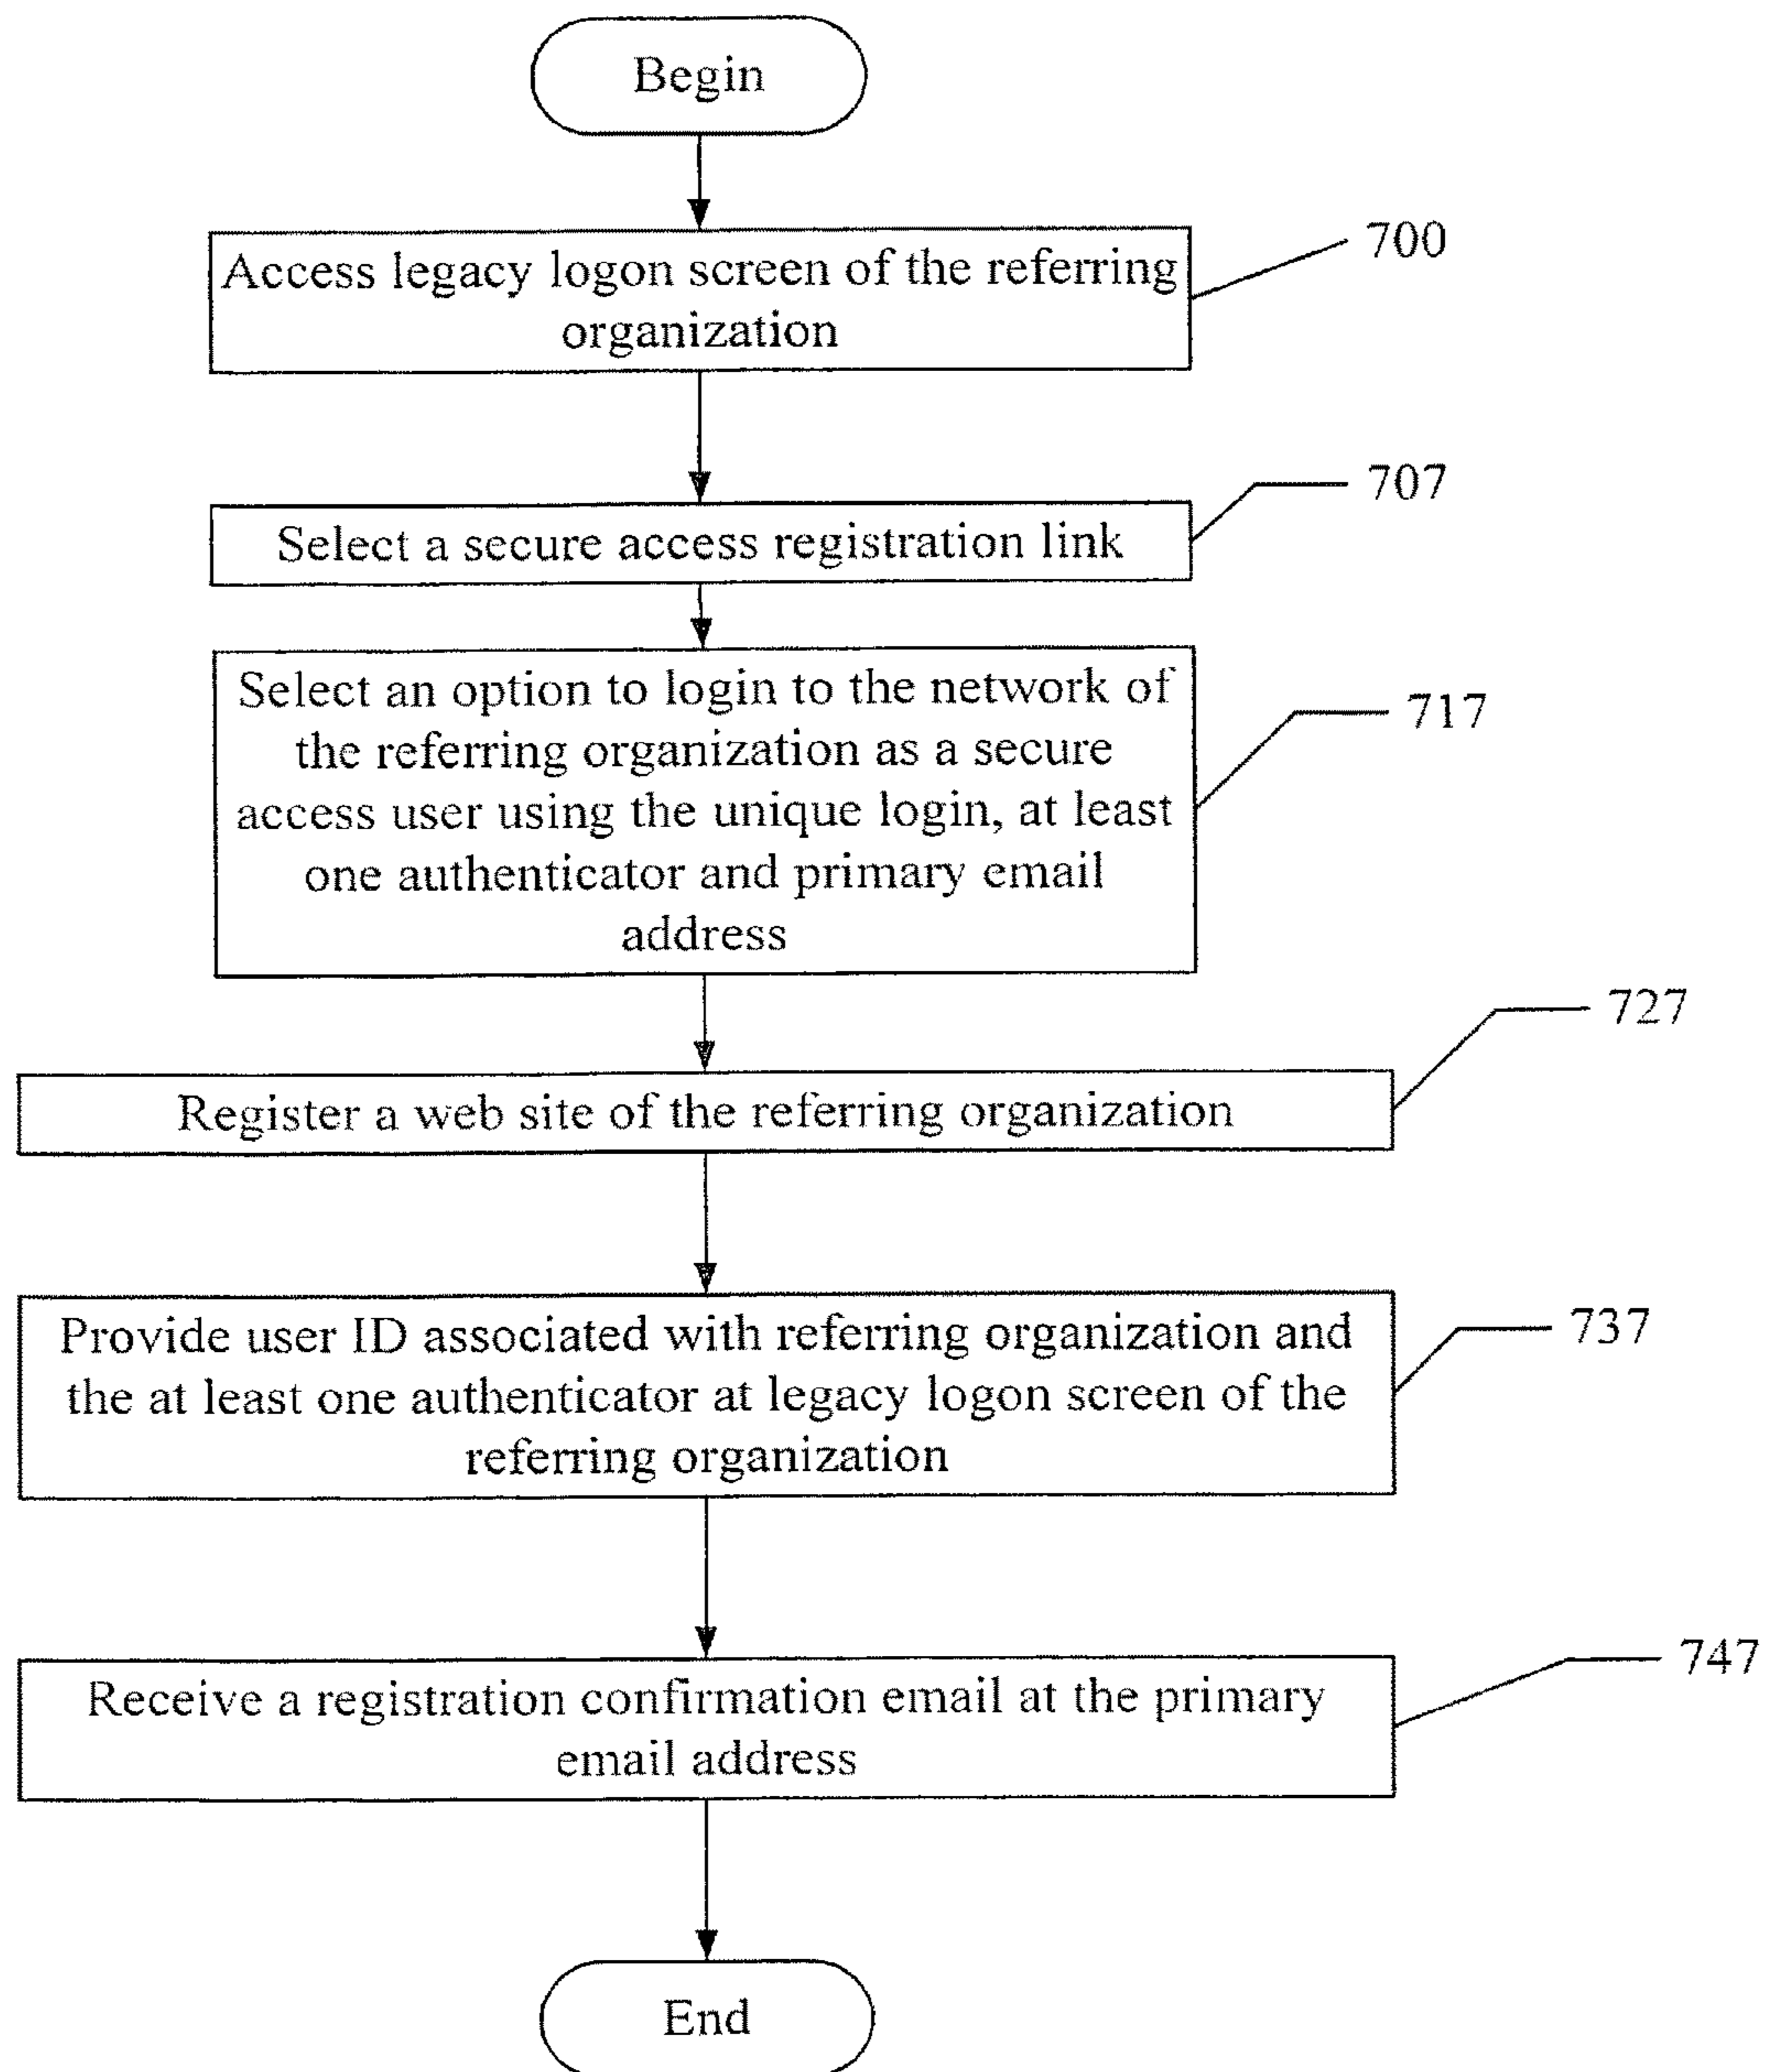 Begin
Access legacy logon screen of the referring
organization
700
Select a secure access registration link
707
Select an option to login to the network of
the referring organization as a secure
access user using the unique login, at least
one authenticator and primary email
address
717
Register a web site of the referring organization
727
Provide user ID associated with referring organization and
the at least one authenticator at legacy logon screen of the
referring organization
737
Receive a registration confirmation email at the primary
email address
747
End